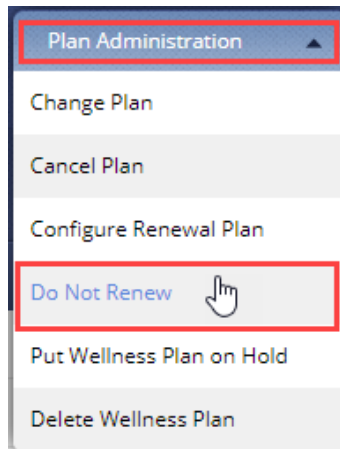 Plan Administration
Change Plan
Cancel Plan
Configure Renewal Plan
Do Not Renew
Put Wellness Plan on Hold
Delete Wellness Plan